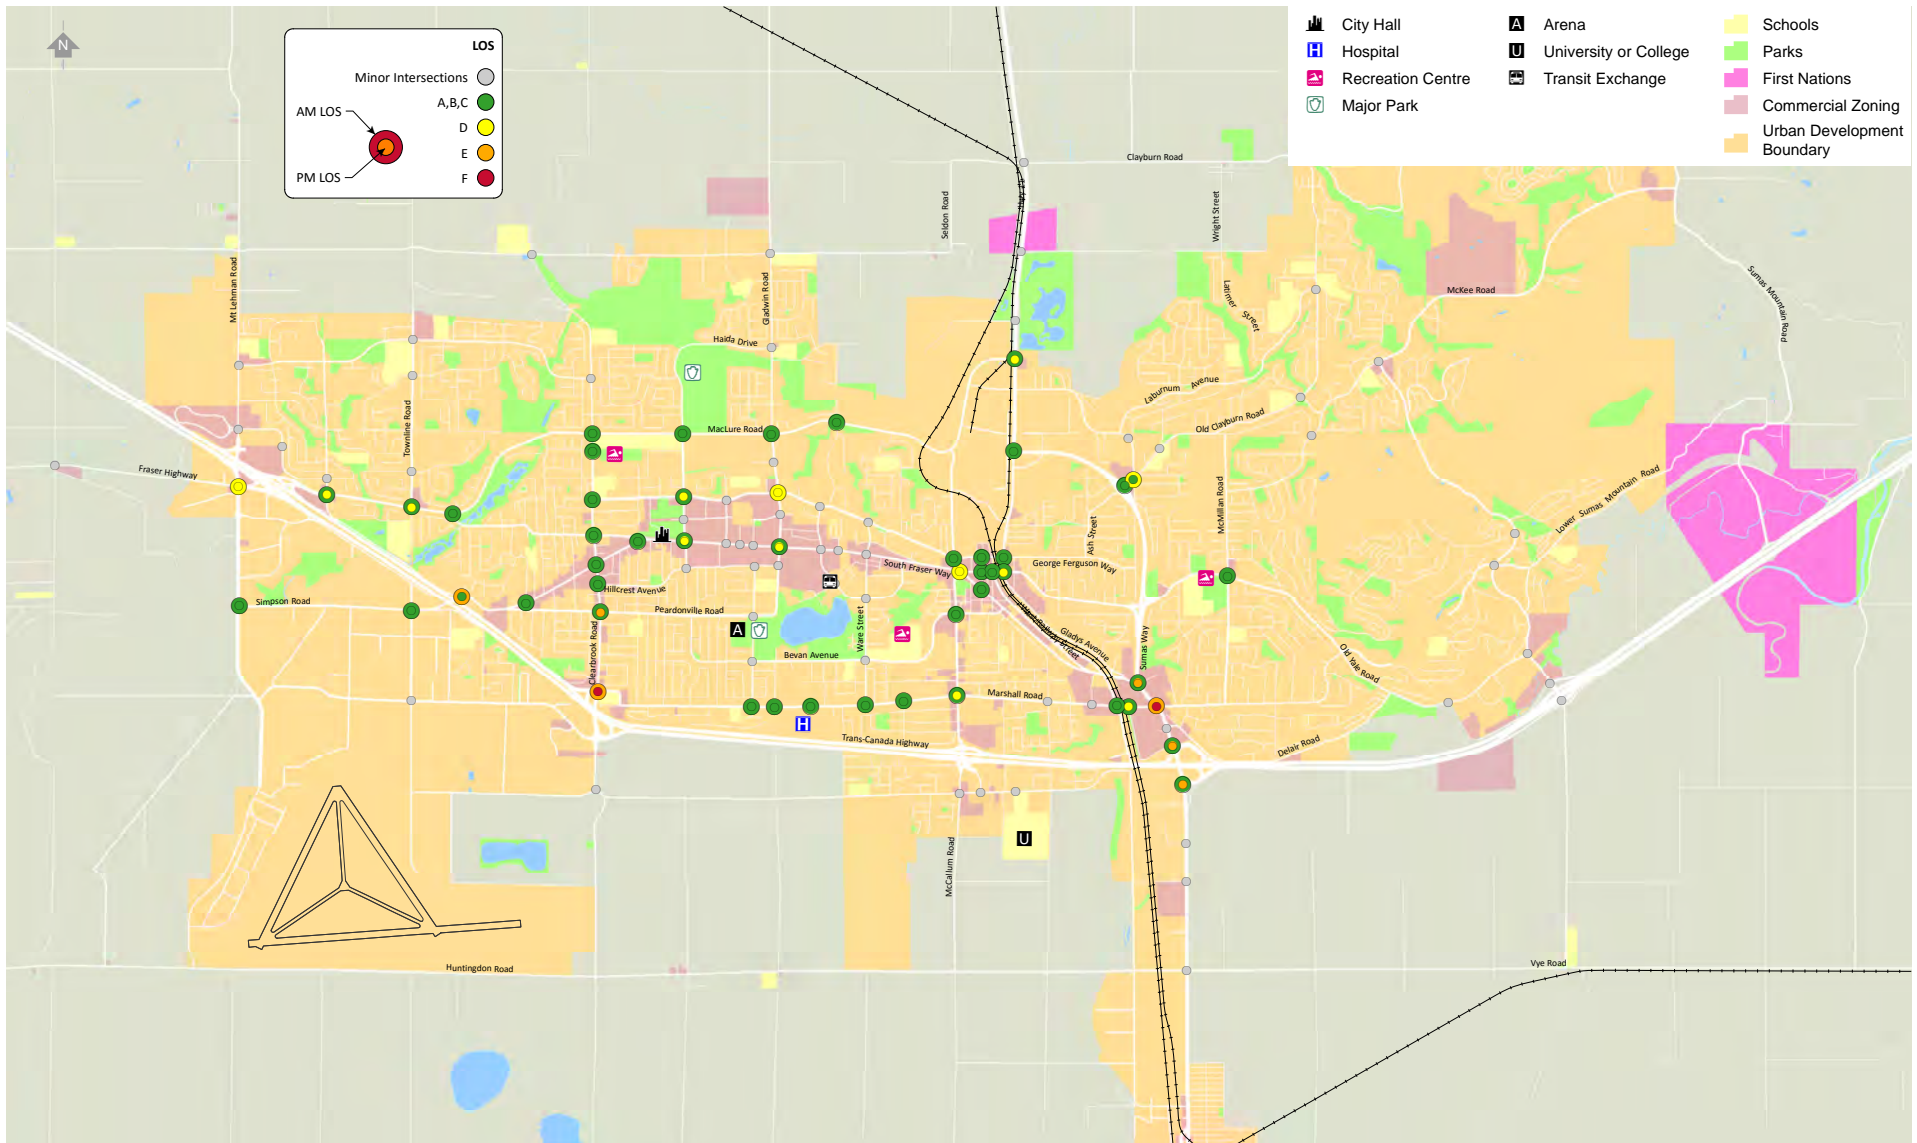 N
LOS
Minor Intersections
A,B,C
D
E
F
AM LOS
PM LOS
City Hall
Hospital
Recreation Centre
Major Park
A Arena
U University or College
Transit Exchange
Schools
Parks
First Nations
Commercial Zoning
Urban Development
Boundary
H
Clayburn Road
Seldon Road
Wright Street
Mt Lehman Road
Gladwin Road
Haida Drive
Latimer
Street
McKee Road
Sumas Mountain Road
Laburnum Avenue
Old Clayburn Road
Townline Road
MacLure Road
Fraser Highway
McMillan Road
Lower Sumas Mountain Road
Ash Street
George Ferguson Way
South Fraser Way
Hillcrest Avenue
Simpson Road
Peardonville Road
Clearbrook Road
A
Ware Street
Bevan Avenue
West Railway Street
Gladys Avenue
Sumas Way
Old Yale Road
Marshall Road
H
Trans-Canada Highway
Delair Road
U
McCallum Road
Huntingdon Road
Vye Road